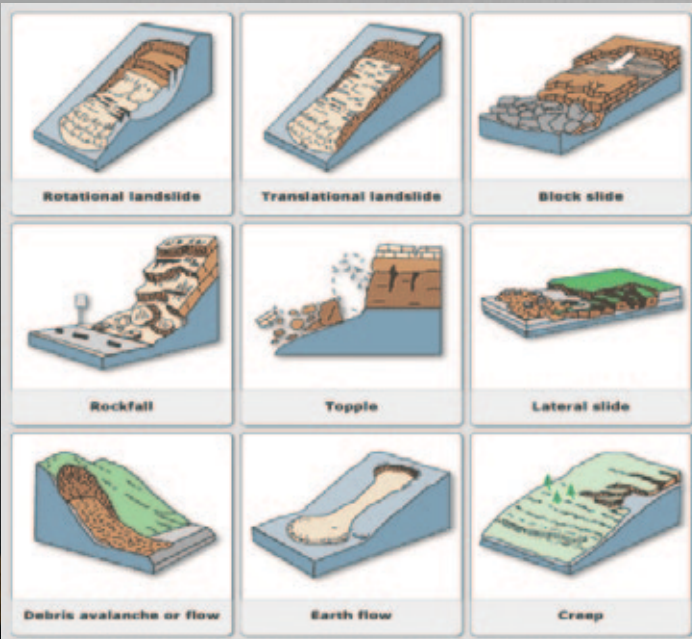 Rotational landslide
Translational landslide
Block slide
Rockfall
Topple
Lateral slide
Debris avalanche or flow
Earth flow
Creep